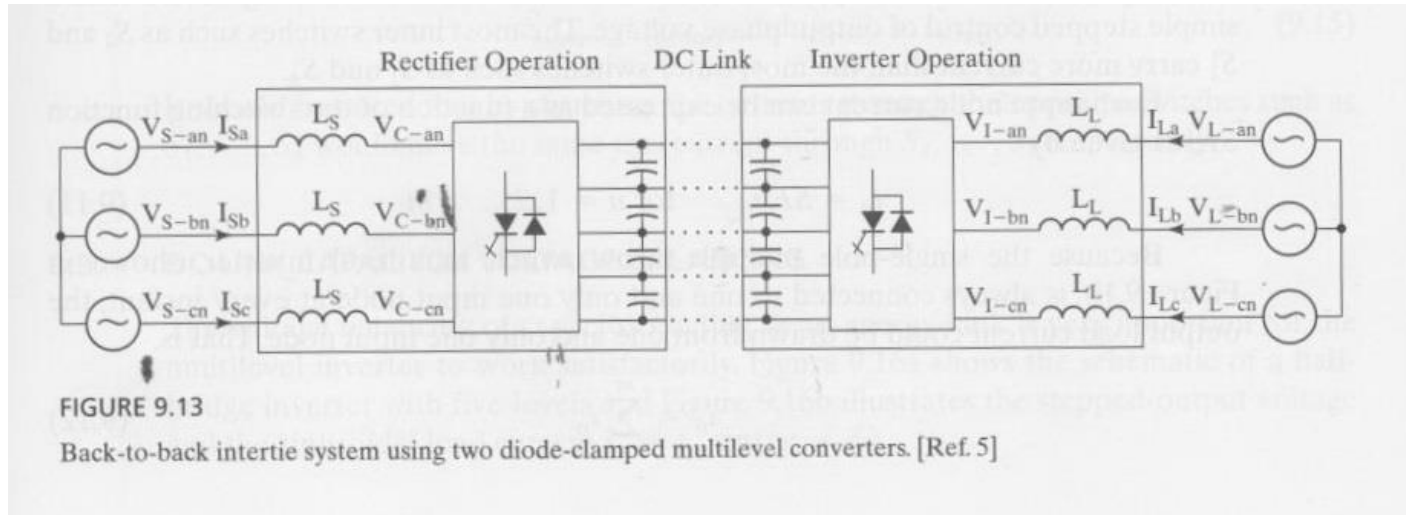 Rectifier Operation DC Link Inverter Operation
V_S-an I_Sa L_S V_C-an V_I-an L_L I_La V_L-an
V_S-bn I_Sb L_S V_C-bn V_I-bn L_L I_Lb V_L-bn
V_S-cn I_Sc L_S V_C-cn V_I-cn L_L I_Lc V_L-cn
FIGURE 9.13
Back-to-back intertie system using two diode-clamped multilevel converters. [Ref. 5]